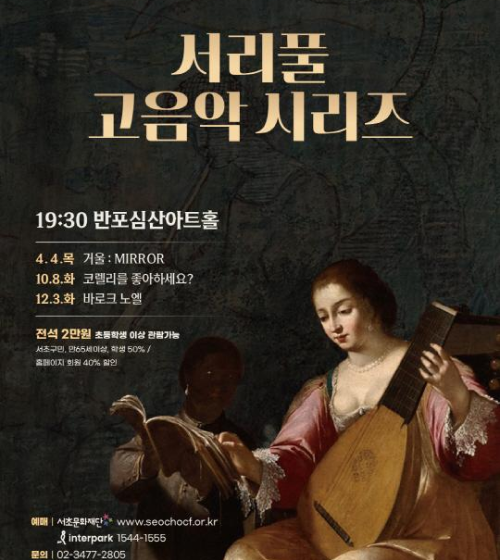 서리풀
고음악 시리즈
19:30 반포심산아트홀
4. 4.목 거울 : MIRROR
10.8.화 코렐리를 좋아하세요?
12.3.화 바로크 노엘
전석 2만원 초등학생 이상 관람가능
서초구민, 만65세이상, 학생 50% /
홈페이지 회원 40% 할인
예매 | 서초문화재단 www.seochocf.or.kr
interpark 1544-1555
문의 | 02-3477-2805